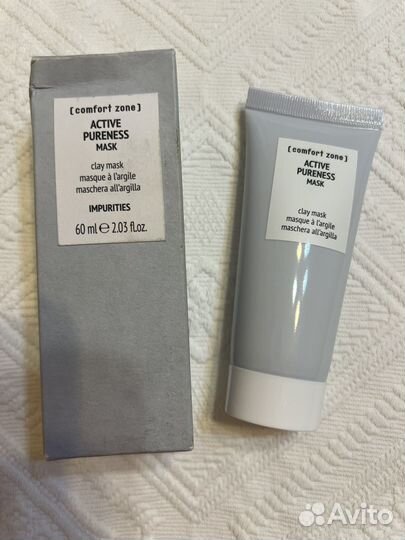 [ comfort zone ]
ACTIVE
PURENESS
MASK
clay mask
masque à l'argile
maschera all'argilla
IMPURITIES
60 ml ℮ 2.03 fl.oz.
[ comfort zone ]
ACTIVE
PURENESS
MASK
clay mask
masque à l'argile
maschera all'argilla
Avito